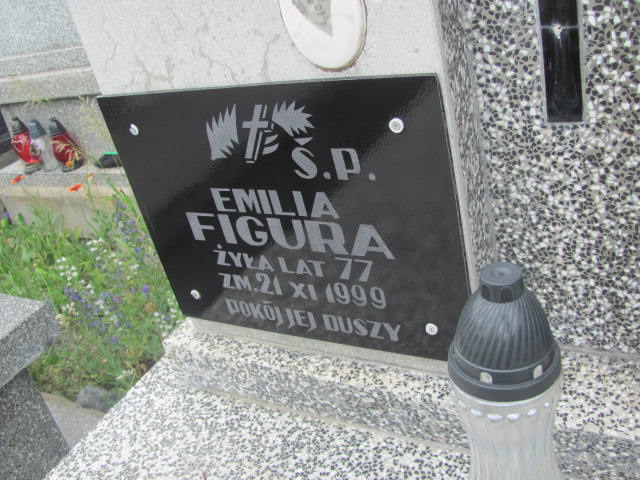 Ś.P.
EMILIA
FIGURA
ŻYŁA LAT 77
ZM. 21 XI 1999
POKÓJ JEJ DUSZY